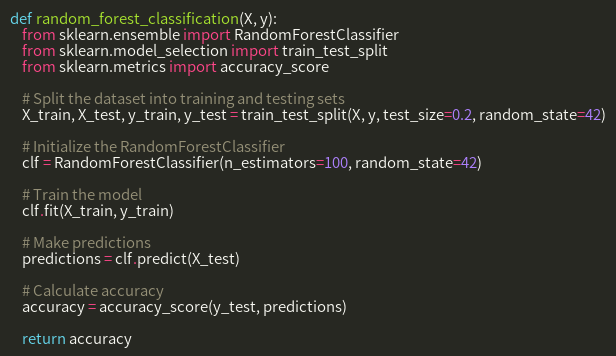 def random_forest_classification(X, y):
    from sklearn.ensemble import RandomForestClassifier
    from sklearn.model_selection import train_test_split
    from sklearn.metrics import accuracy_score

    # Split the dataset into training and testing sets
    X_train, X_test, y_train, y_test = train_test_split(X, y, test_size=0.2, random_state=42)

    # Initialize the RandomForestClassifier
    clf = RandomForestClassifier(n_estimators=100, random_state=42)

    # Train the model
    clf.fit(X_train, y_train)

    # Make predictions
    predictions = clf.predict(X_test)

    # Calculate accuracy
    accuracy = accuracy_score(y_test, predictions)

    return accuracy